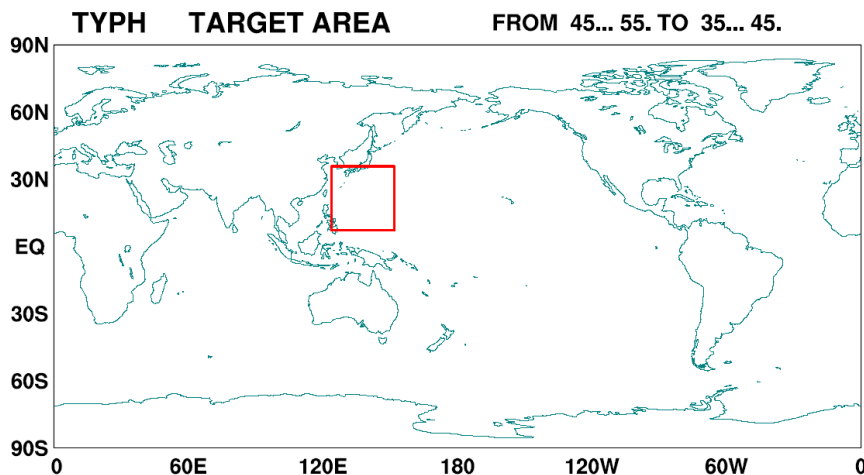 TYPH TARGET AREA FROM 45... 55. TO 35... 45.
90N
60N
30N
EQ
30S
60S
90S
0 60E 120E 180 120W 60W 0